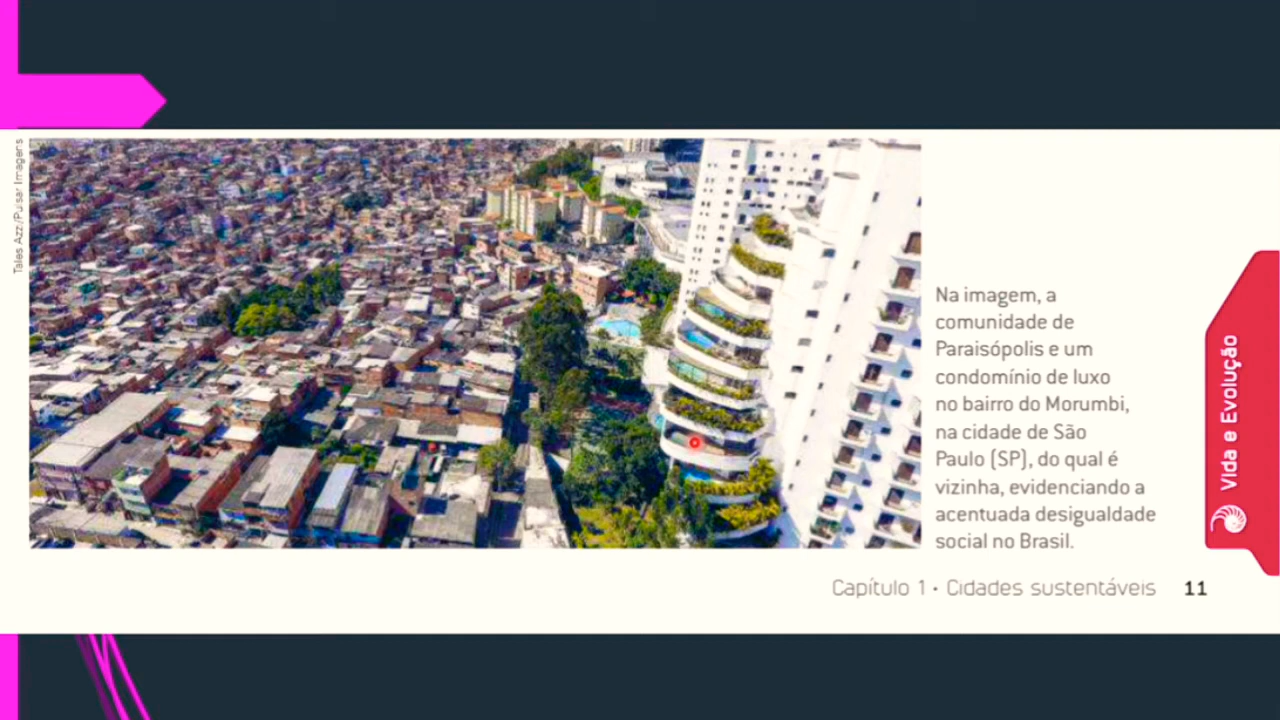 Tales Azzi/Pulsar Imagens
Na imagem, a
comunidade de
Paraisópolis e um
condomínio de luxo
no bairro do Morumbi,
na cidade de São
Paulo (SP), do qual é
vizinha, evidenciando a
acentuada desigualdade
social no Brasil.
Vida e Evolução
Capítulo 1 • Cidades sustentáveis 11